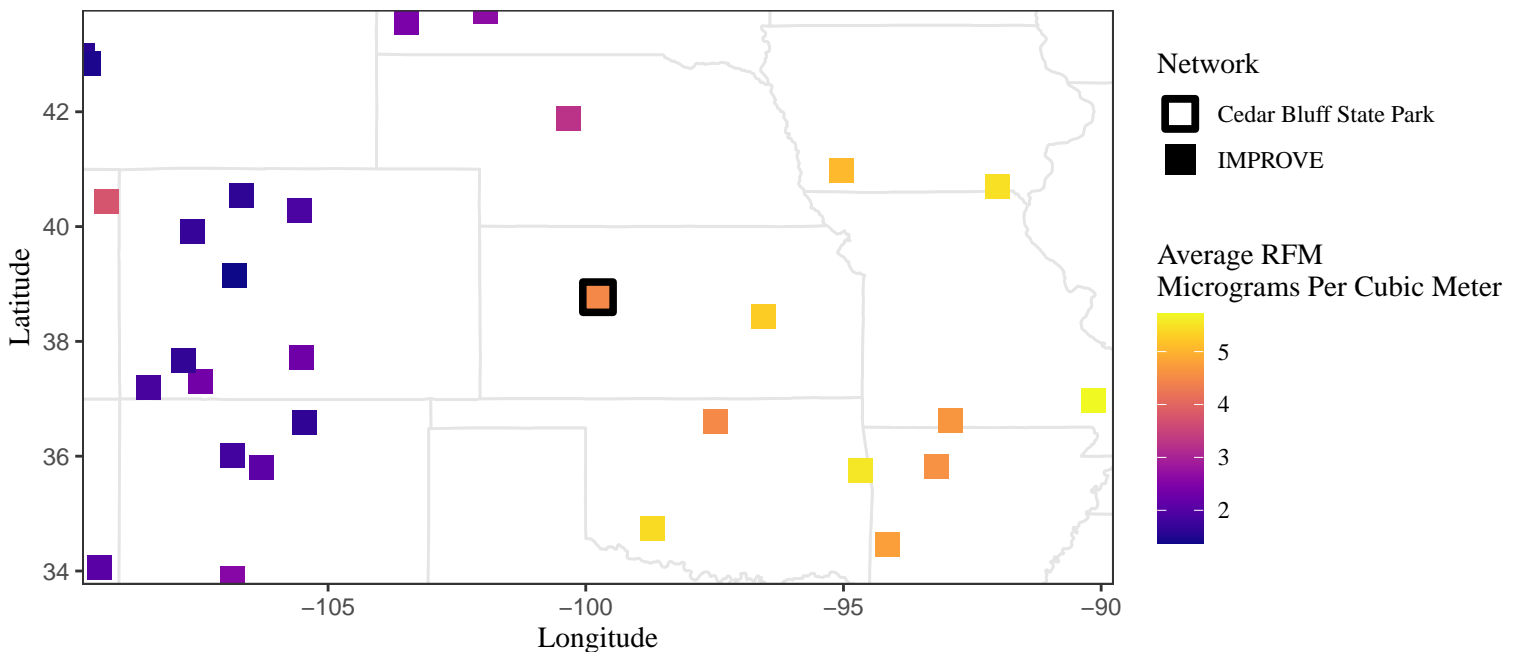 42
40
38
36
34
Latitude
−105
−100
−95
−90
Longitude
Network
Cedar Bluff State Park
IMPROVE
Average RFM
Micrograms Per Cubic Meter
5
4
3
2